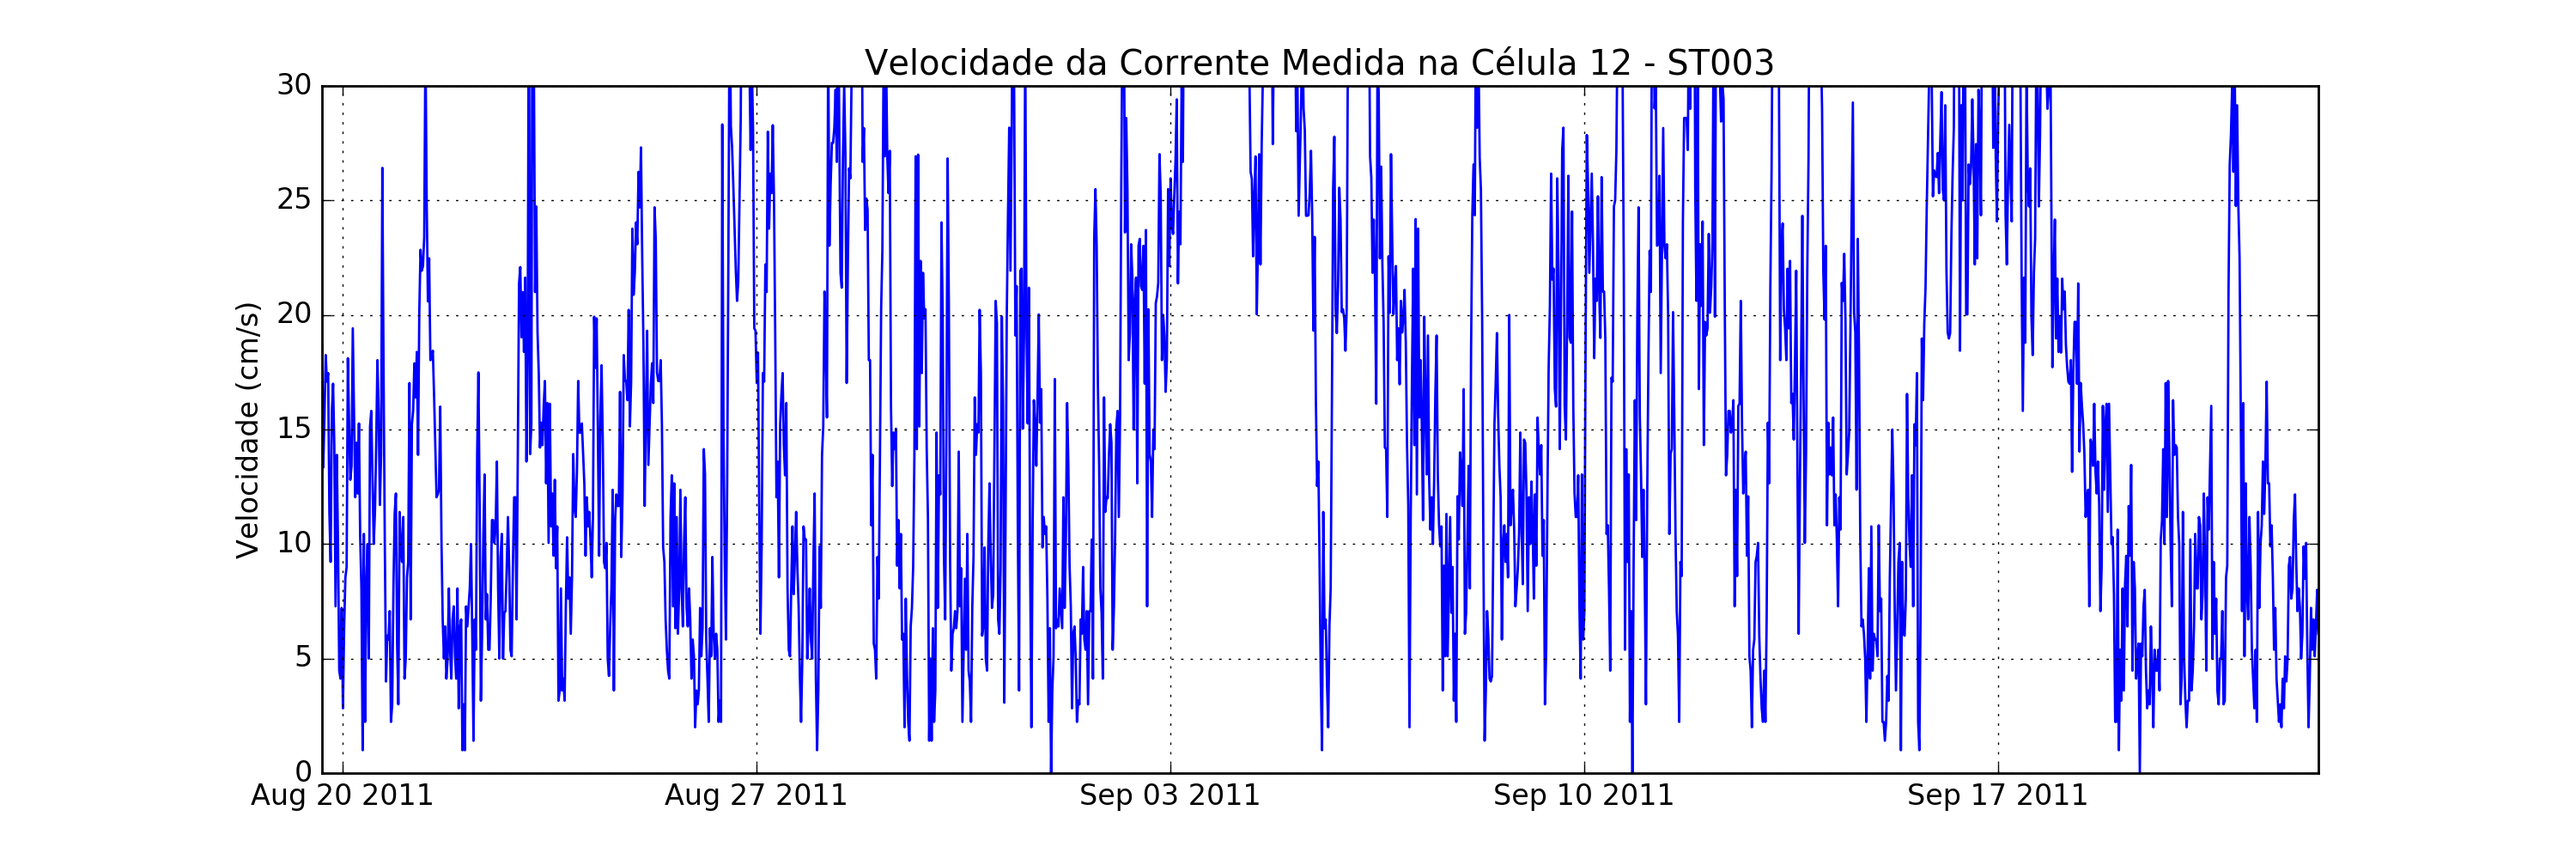 Velocidade da Corrente Medida na Célula 12 - ST003
30
25
20
15
10
5
0
Velocidade (cm/s)
Aug 20 2011 Aug 27 2011 Sep 03 2011 Sep 10 2011 Sep 17 2011